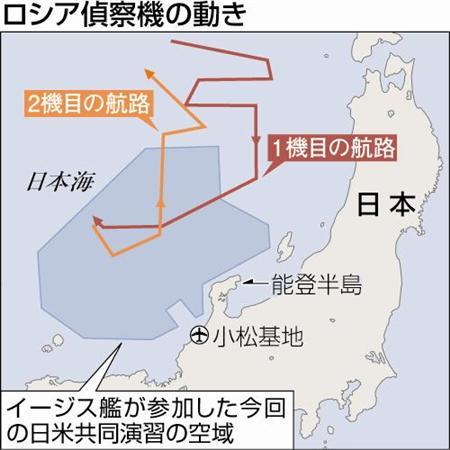 ロシア偵察機の動き
2機目の航路
1機目の航路
日本海
日本
能登半島
小松基地
イージス艦が参加した今回
の日米共同演習の空域